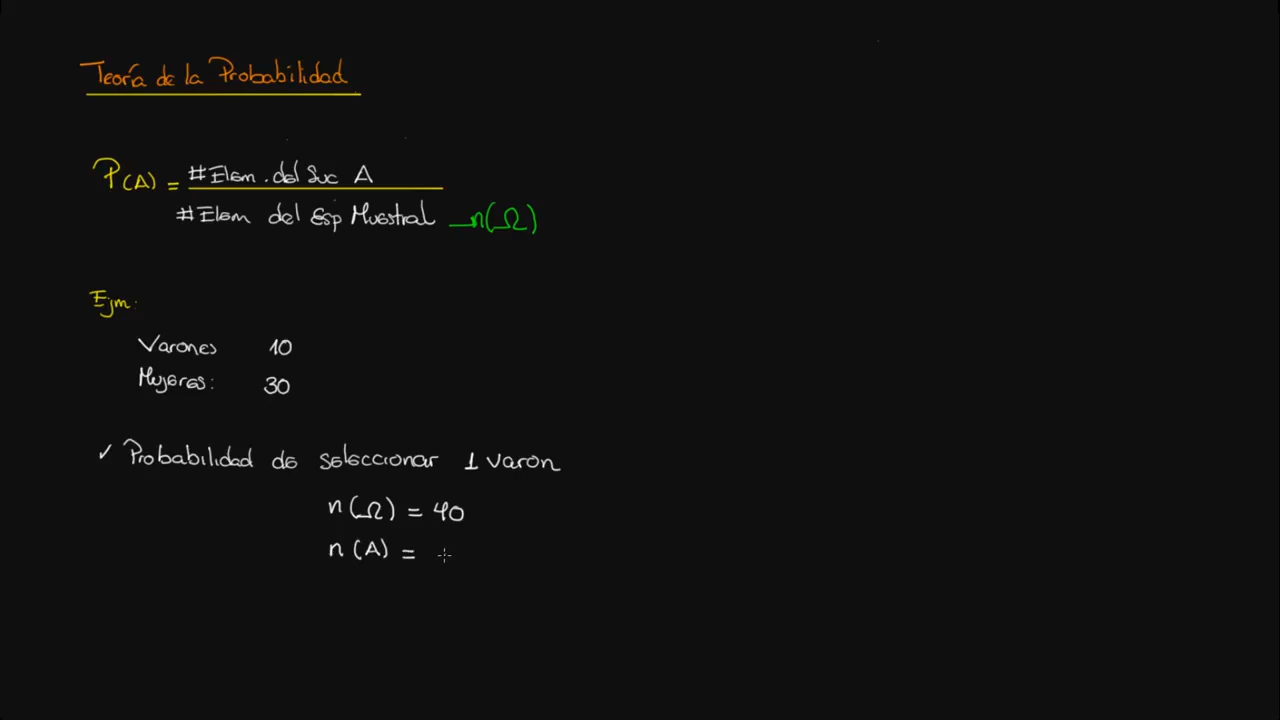 Teoría de la Probabilidad
P(A) = #Elem. del Suc A
#Elem del Esp Muestral n(Ω)
Ejm:
Varones 10
Mujeres: 30
✓ Probabilidad de seleccionar 1 varon
n(Ω) = 40
n(A) =